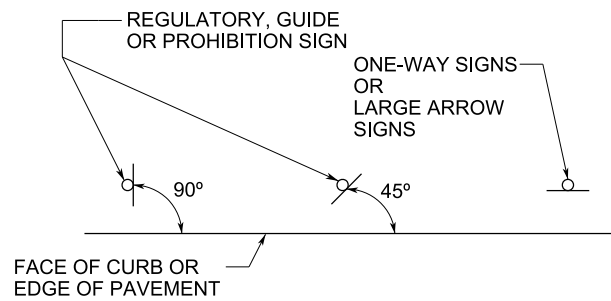 REGULATORY, GUIDE
OR PROHIBITION SIGN
ONE-WAY SIGNS
OR
LARGE ARROW
SIGNS
90º
45º
FACE OF CURB OR
EDGE OF PAVEMENT